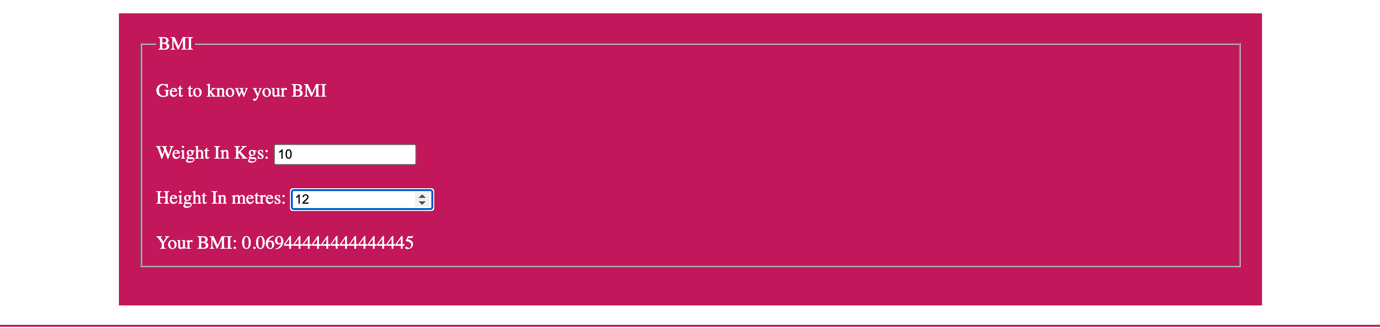 BMI
Get to know your BMI
Weight In Kgs: 10
Height In metres: 12
Your BMI: 0.06944444444444445